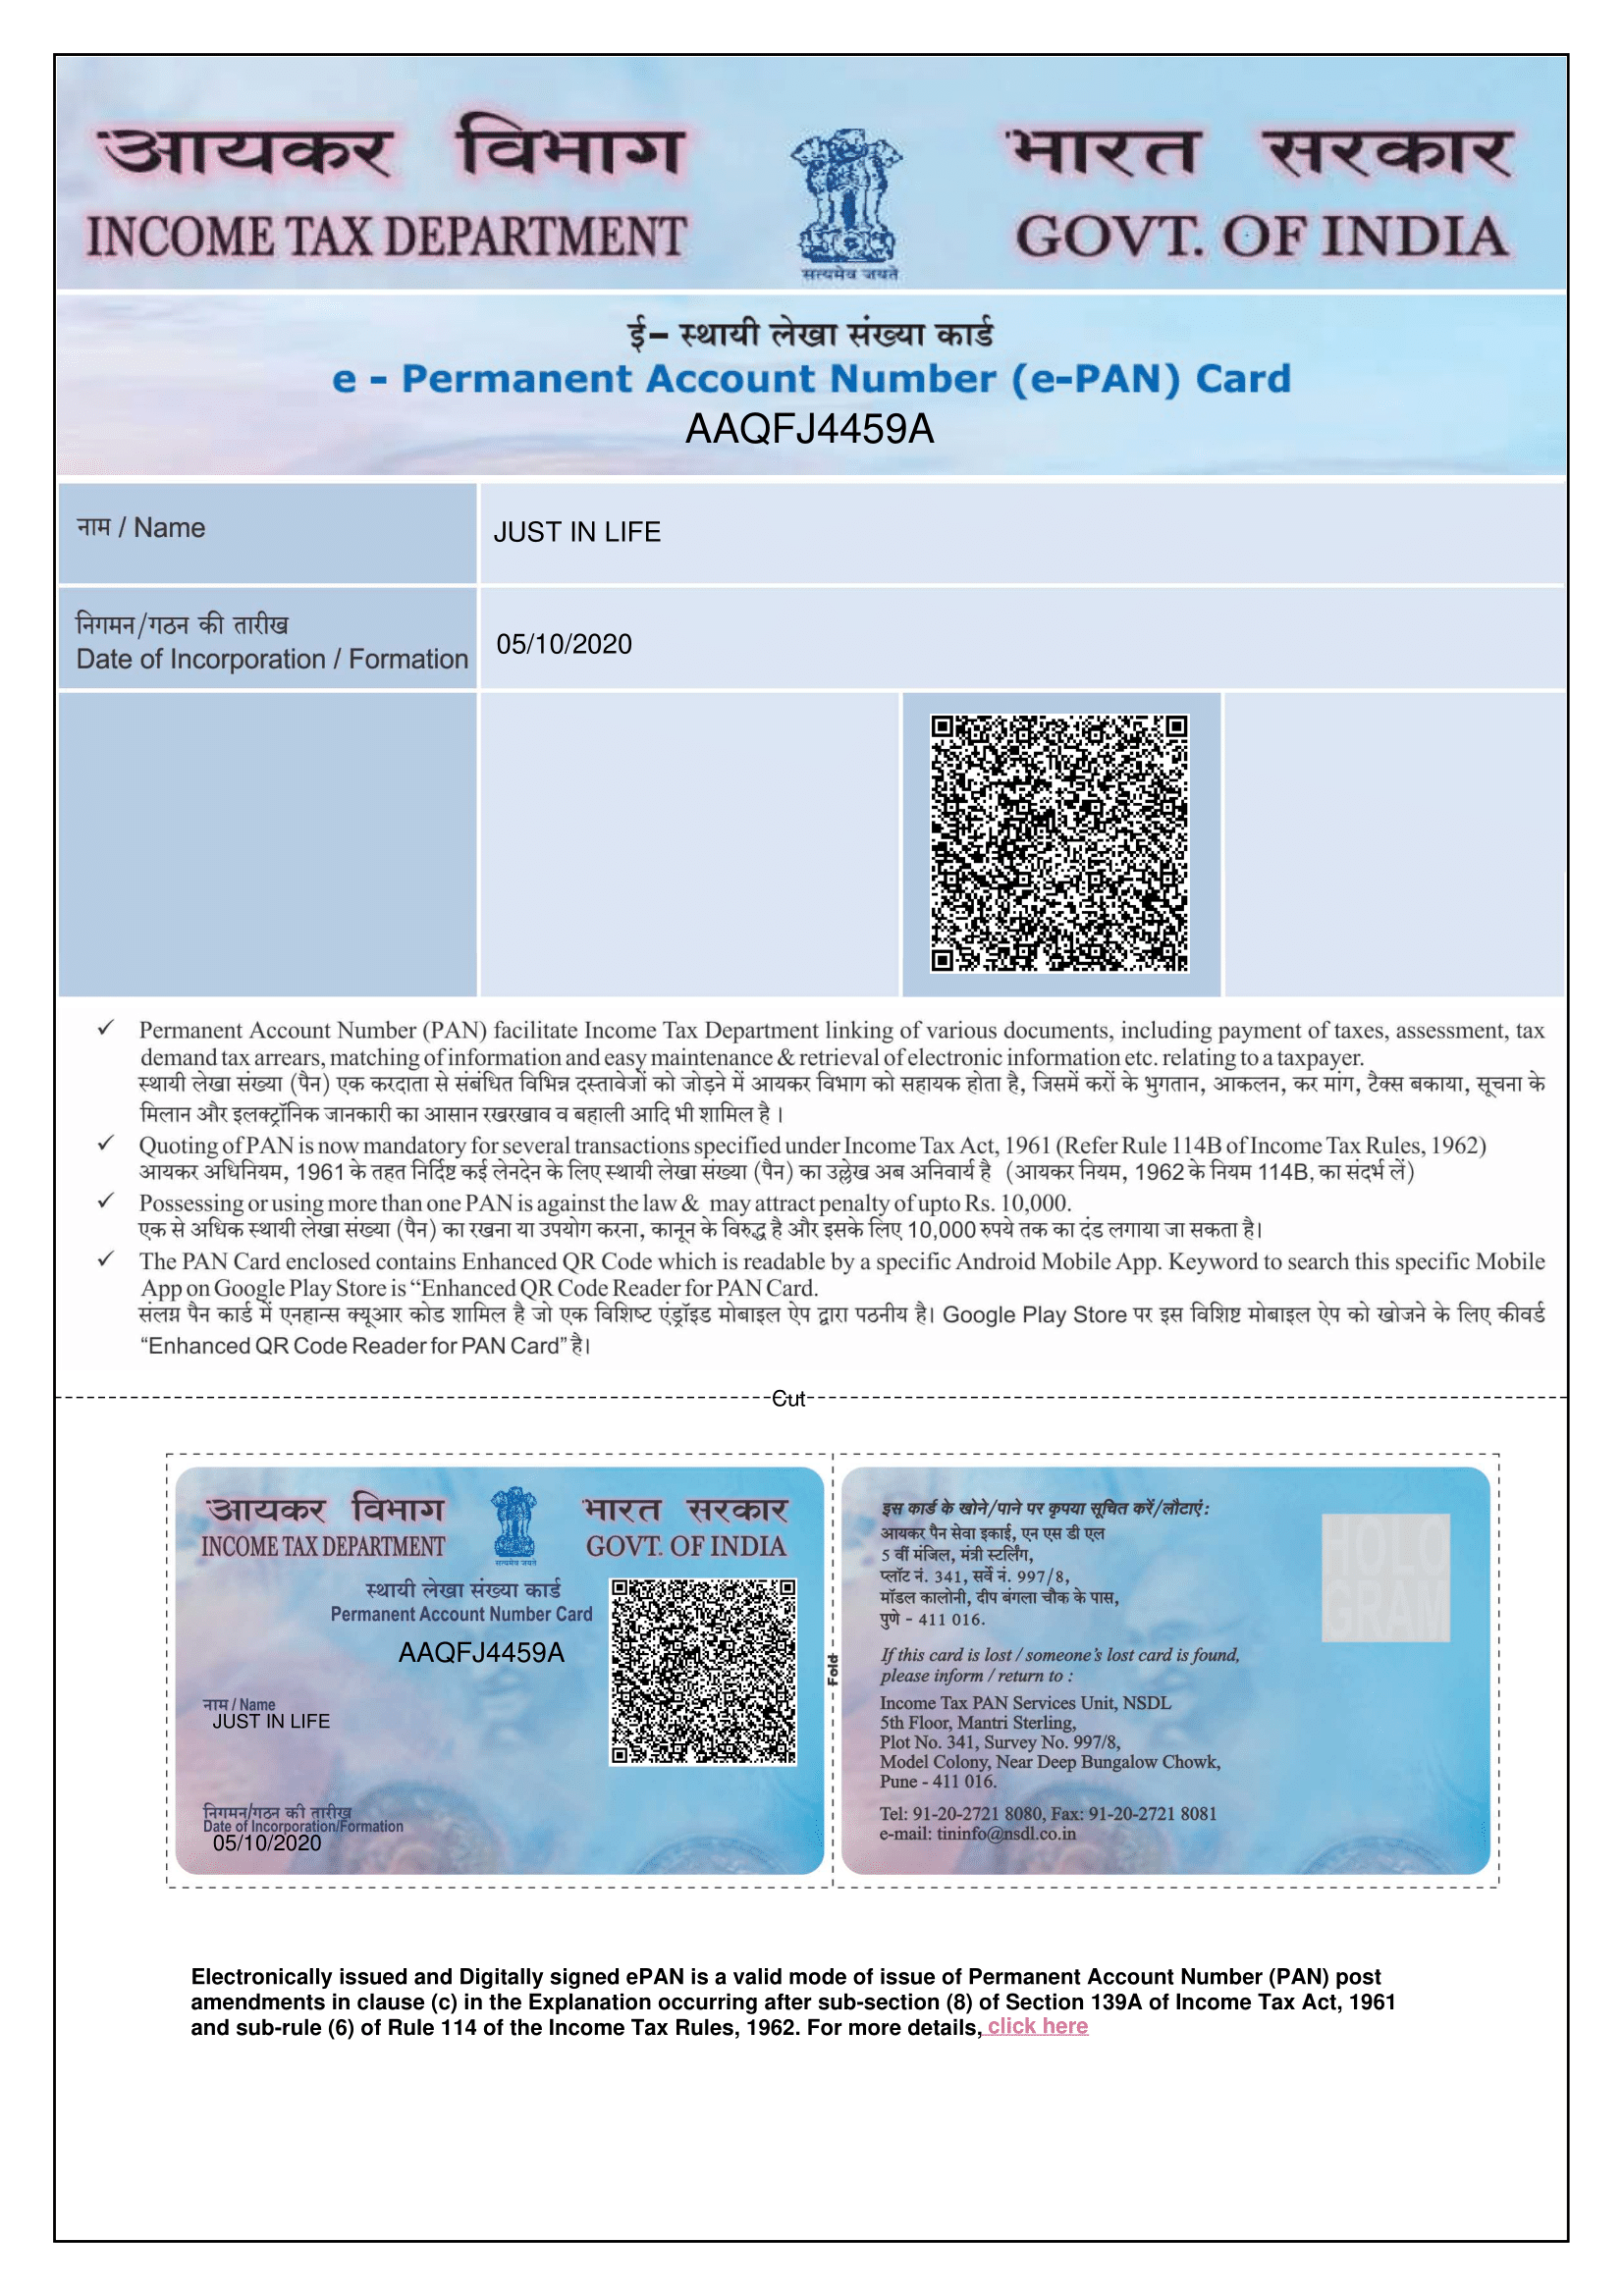 आयकर विभाग
INCOME TAX DEPARTMENT
सत्यमेव जयते
भारत सरकार
GOVT. OF INDIA
ई– स्थायी लेखा संख्या कार्ड
e - Permanent Account Number (e-PAN) Card
AAQFJ4459A
नाम / Name
JUST IN LIFE
निगमन/गठन की तारीख
Date of Incorporation / Formation
05/10/2020
✓ Permanent Account Number (PAN) facilitate Income Tax Department linking of various documents, including payment of taxes, assessment, tax
demand tax arrears, matching of information and easy maintenance & retrieval of electronic information etc. relating to a taxpayer.
स्थायी लेखा संख्या (पैन) एक करदाता से संबंधित विभिन्न दस्तावेजों को जोड़ने में आयकर विभाग को सहायक होता है, जिसमें करों के भुगतान, आकलन, कर मांग, टैक्स बकाया, सूचना के
मिलान और इलक्ट्रॉनिक जानकारी का आसान रखरखाव व बहाली आदि भी शामिल है ।
✓ Quoting of PAN is now mandatory for several transactions specified under Income Tax Act, 1961 (Refer Rule 114B of Income Tax Rules, 1962)
आयकर अधिनियम, 1961 के तहत निर्दिष्ट कई लेनदेन के लिए स्थायी लेखा संख्या (पैन) का उल्लेख अब अनिवार्य है (आयकर नियम, 1962 के नियम 114B, का संदर्भ लें)
✓ Possessing or using more than one PAN is against the law & may attract penalty of upto Rs. 10,000.
एक से अधिक स्थायी लेखा संख्या (पैन) का रखना या उपयोग करना, कानून के विरुद्ध है और इसके लिए 10,000 रुपये तक का दंड लगाया जा सकता है।
✓ The PAN Card enclosed contains Enhanced QR Code which is readable by a specific Android Mobile App. Keyword to search this specific Mobile
App on Google Play Store is “Enhanced QR Code Reader for PAN Card.
संलग्न पैन कार्ड में एनहान्स क्यूआर कोड शामिल है जो एक विशिष्ट एंड्रॉइड मोबाइल ऐप द्वारा पठनीय है। Google Play Store पर इस विशिष्ट मोबाइल ऐप को खोजने के लिए कीवर्ड
“Enhanced QR Code Reader for PAN Card” है।
Cut
आयकर विभाग
INCOME TAX DEPARTMENT
सत्यमेव जयते
भारत सरकार
GOVT. OF INDIA
स्थायी लेखा संख्या कार्ड
Permanent Account Number Card
AAQFJ4459A
नाम / Name
JUST IN LIFE
निगमन/गठन की तारीख
Date of Incorporation/Formation
05/10/2020
Fold
इस कार्ड के खोने/पाने पर कृपया सूचित करें/लौटाएं:
आयकर पैन सेवा इकाई, एन एस डी एल
5 वीं मंजिल, मंत्री स्टर्लिंग,
प्लॉट नं. 341, सर्वे नं. 997/8,
मॉडल कालोनी, दीप बंगला चौक के पास,
पुणे - 411 016.
HOLO
GRAM
If this card is lost / someone's lost card is found,
please inform / return to :
Income Tax PAN Services Unit, NSDL
5th Floor, Mantri Sterling,
Plot No. 341, Survey No. 997/8,
Model Colony, Near Deep Bungalow Chowk,
Pune - 411 016.
Tel: 91-20-2721 8080, Fax: 91-20-2721 8081
e-mail: tininfo@nsdl.co.in
Electronically issued and Digitally signed ePAN is a valid mode of issue of Permanent Account Number (PAN) post
amendments in clause (c) in the Explanation occurring after sub-section (8) of Section 139A of Income Tax Act, 1961
and sub-rule (6) of Rule 114 of the Income Tax Rules, 1962. For more details, click here